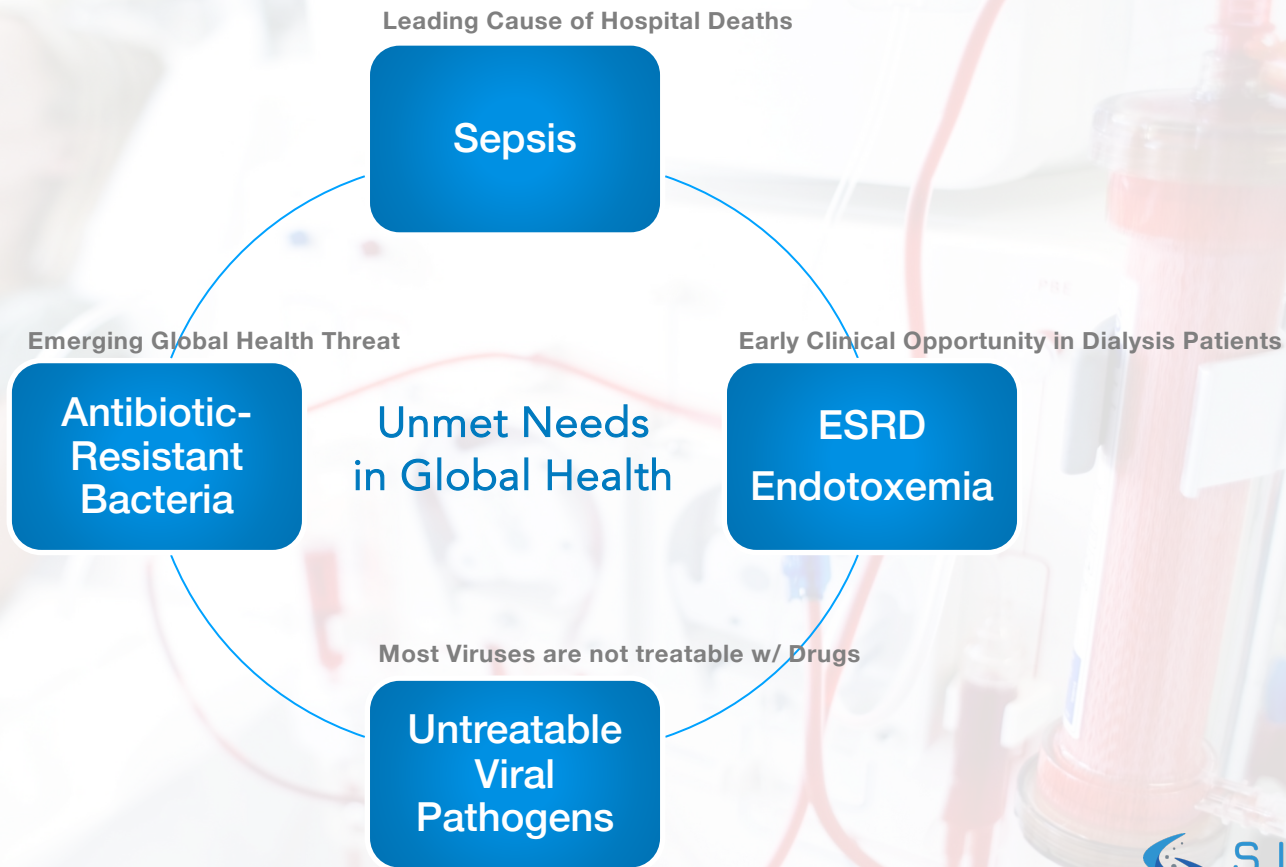 Leading Cause of Hospital Deaths
Sepsis
Emerging Global Health Threat
Antibiotic-
Resistant
Bacteria
Unmet Needs
in Global Health
Early Clinical Opportunity in Dialysis Patients
ESRD
Endotoxemia
Most Viruses are not treatable w/ Drugs
Untreatable
Viral
Pathogens